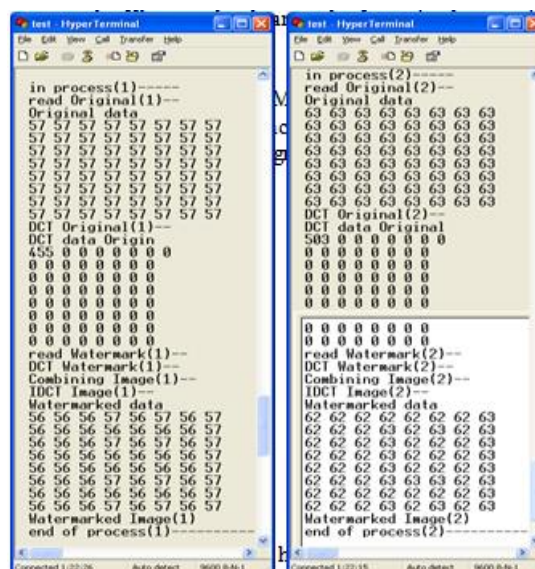 test - HyperTerminal
File Edit View Call Transfer Help
in process(1)-----
read Original(1)--
Original data
57 57 57 57 57 57 57 57
57 57 57 57 57 57 57 57
57 57 57 57 57 57 57 57
57 57 57 57 57 57 57 57
57 57 57 57 57 57 57 57
57 57 57 57 57 57 57 57
57 57 57 57 57 57 57 57
57 57 57 57 57 57 57 57
DCT Original(1)--
DCT data Origin
455 0 0 0 0 0 0 0
0 0 0 0 0 0 0 0
0 0 0 0 0 0 0 0
0 0 0 0 0 0 0 0
0 0 0 0 0 0 0 0
0 0 0 0 0 0 0 0
0 0 0 0 0 0 0 0
0 0 0 0 0 0 0 0
read Watermark(1)--
DCT Watermark(1)--
Combining Image(1)--
IDCT Image(1)--
Watermarked data
56 56 56 57 56 57 56 57
56 56 56 56 56 56 56 57
56 56 56 57 56 57 56 57
56 56 56 56 56 56 56 57
56 56 56 57 56 57 56 57
56 56 56 56 56 56 56 57
56 56 56 57 56 57 56 57
Watermarked Image(1)
end of process(1)----------
Connected 1:22:26 Auto detect 9600 8-N-1
test - HyperTerminal
File Edit View Call Transfer Help
in process(2)-----
read Original(2)--
Original data
63 63 63 63 63 63 63 63
63 63 63 63 63 63 63 63
63 63 63 63 63 63 63 63
63 63 63 63 63 63 63 63
63 63 63 63 63 63 63 63
63 63 63 63 63 63 63 63
63 63 63 63 63 63 63 63
63 63 63 63 63 63 63 63
DCT Original(2)--
DCT data Original
503 0 0 0 0 0 0 0
0 0 0 0 0 0 0 0
0 0 0 0 0 0 0 0
0 0 0 0 0 0 0 0
0 0 0 0 0 0 0 0
0 0 0 0 0 0 0 0
0 0 0 0 0 0 0 0
0 0 0 0 0 0 0 0
read Watermark(2)--
DCT Watermark(2)--
Combining Image(2)--
IDCT Image(2)--
Watermarked data
62 62 62 62 62 62 62 63
62 62 62 63 62 63 62 63
62 62 62 62 62 62 62 63
62 62 62 63 62 63 62 63
62 62 62 62 62 62 62 63
62 62 62 63 62 63 62 63
62 62 62 62 62 62 62 63
62 62 62 63 62 63 62 63
Watermarked Image(2)
end of process(2)----------
Connected 1:22:15 Auto detect 9600 8-N-1